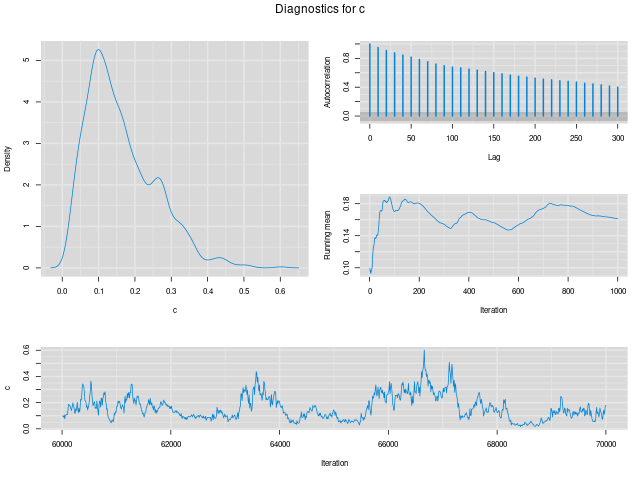 Diagnostics for c
Density
0 1 2 3 4 5
0.0 0.1 0.2 0.3 0.4 0.5 0.6
c
Autocorrelation
0.0 0.4 0.8
0 50 100 150 200 250 300
Lag
Running mean
0.10 0.14 0.18
0 200 400 600 800 1000
Iteration
c
0.0 0.2 0.4 0.6
60000 62000 64000 66000 68000 70000
Iteration